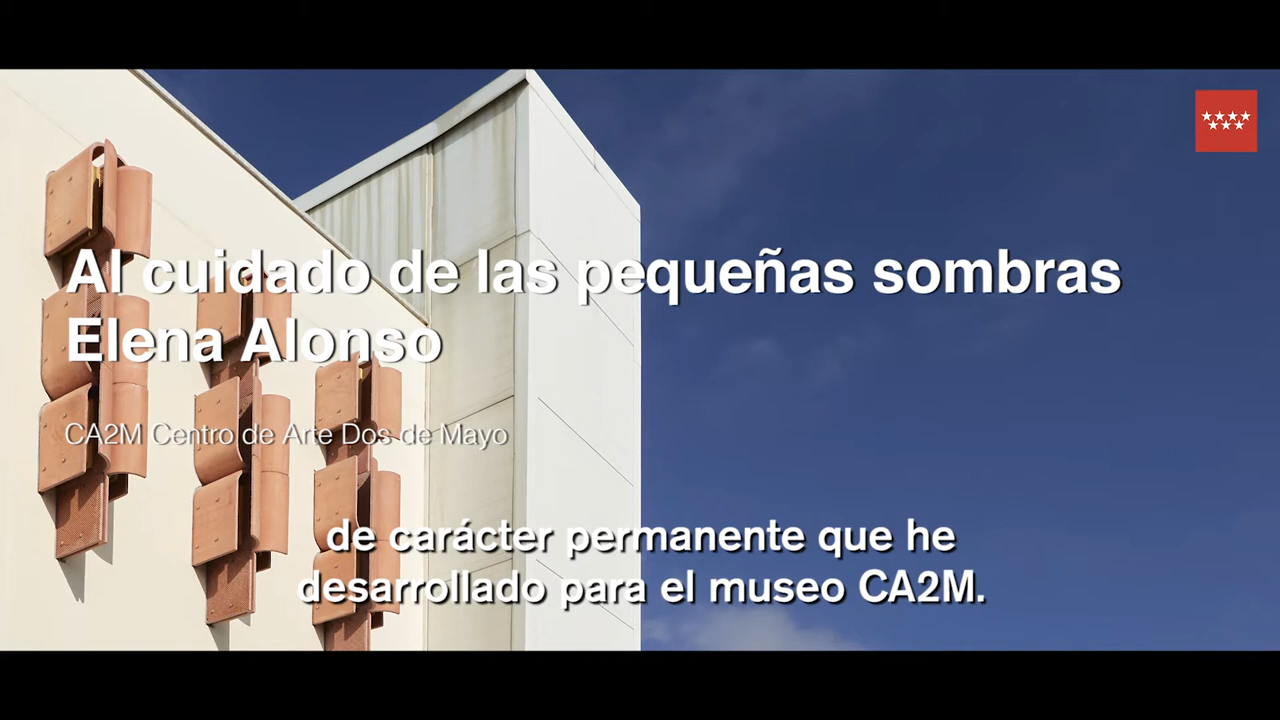 Al cuidado de las pequeñas sombras
Elena Alonso
CA2M Centro de Arte Dos de Mayo
de carácter permanente que he
desarrollado para el museo CA2M.